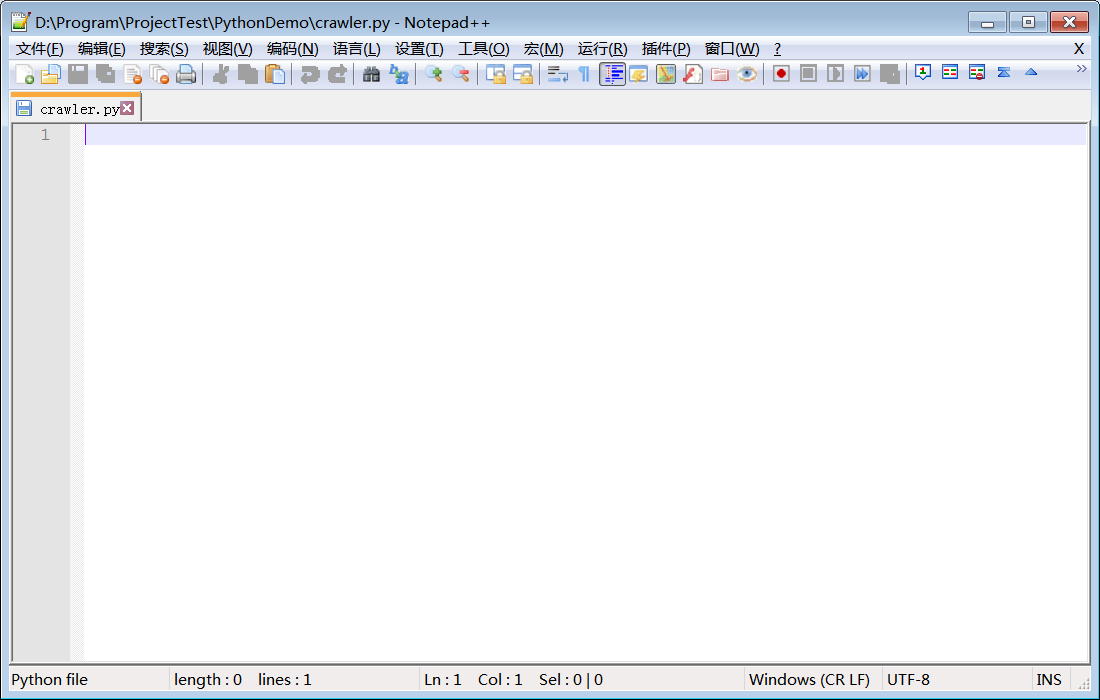 D:\Program\ProjectTest\PythonDemo\crawler.py - Notepad++
文件(F) 编辑(E) 搜索(S) 视图(V) 编码(N) 语言(L) 设置(T) 工具(O) 宏(M) 运行(R) 插件(P) 窗口(W) ? X
crawler.py
1
Python file length : 0 lines : 1 Ln : 1 Col : 1 Sel : 0 | 0 Windows (CR LF) UTF-8 INS